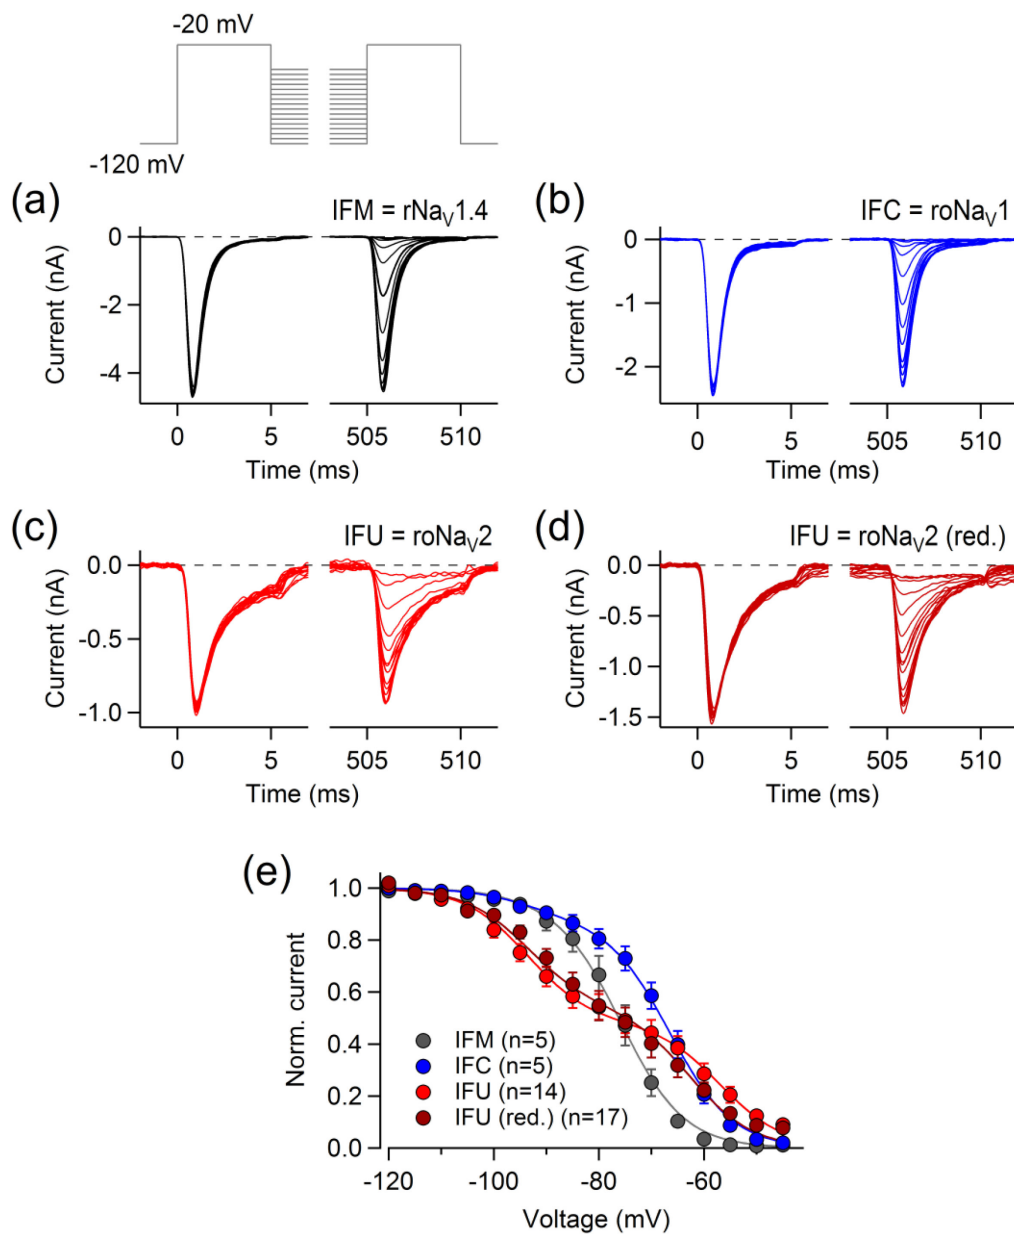 -20 mV
-120 mV
(a)
IFM = rNaV1.4
0
-2
-4
Current (nA)
0 5 505 510
Time (ms)
(b)
IFC = roNaV1
0
-1
-2
Current (nA)
0 5 505 510
Time (ms)
(c)
IFU = roNaV2
0.0
-0.5
-1.0
Current (nA)
0 5 505 510
Time (ms)
(d)
IFU = roNaV2 (red.)
0.0
-0.5
-1.0
-1.5
Current (nA)
0 5 505 510
Time (ms)
(e)
1.0
0.8
0.6
0.4
0.2
0.0
Norm. current
IFM (n=5)
IFC (n=5)
IFU (n=14)
IFU (red.) (n=17)
-120 -100 -80 -60
Voltage (mV)